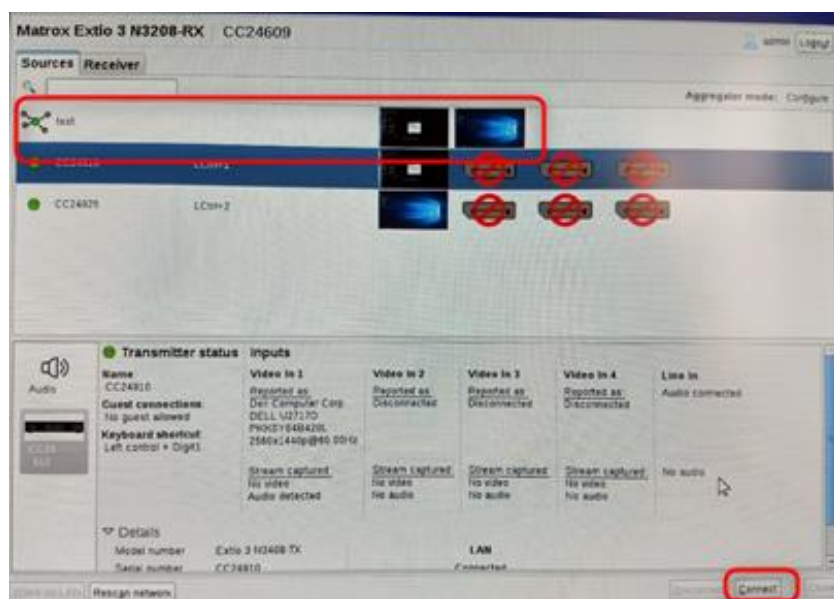 Matrox Extio 3 N3208-RX CC24609
admin Logout
Sources Receiver
Aggregator mode: Configure
test
LCtrl+1
LCtrl+2
Transmitter status Inputs
Audio
Name
CC24810
Guest connections:
No guest allowed
Keyboard shortcut:
Left control + Digit1
Video In 1
Reported as:
Dell Computer Corp.
DELL U2717D
2560x1440p@60.00Hz
Stream captured:
No video
Audio detected
Video In 2
Reported as:
Disconnected
Stream captured:
No video
No audio
Video In 3
Reported as:
Disconnected
Stream captured:
No video
No audio
Video In 4
Reported as:
Disconnected
Stream captured:
No video
No audio
Line In
Audio connected
No audio
Details
Model number Extio 3 N3408 TX
Serial number CC24810
LAN
Connected
Rescan network
Connect